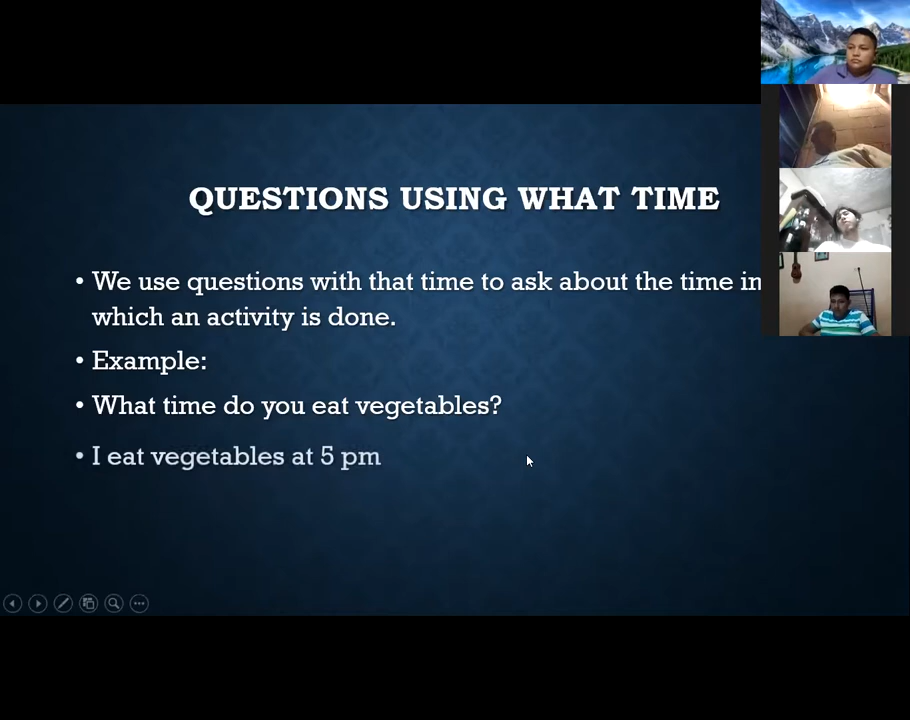 QUESTIONS USING WHAT TIME
• We use questions with that time to ask about the time in
which an activity is done.
• Example:
• What time do you eat vegetables?
• I eat vegetables at 5 pm